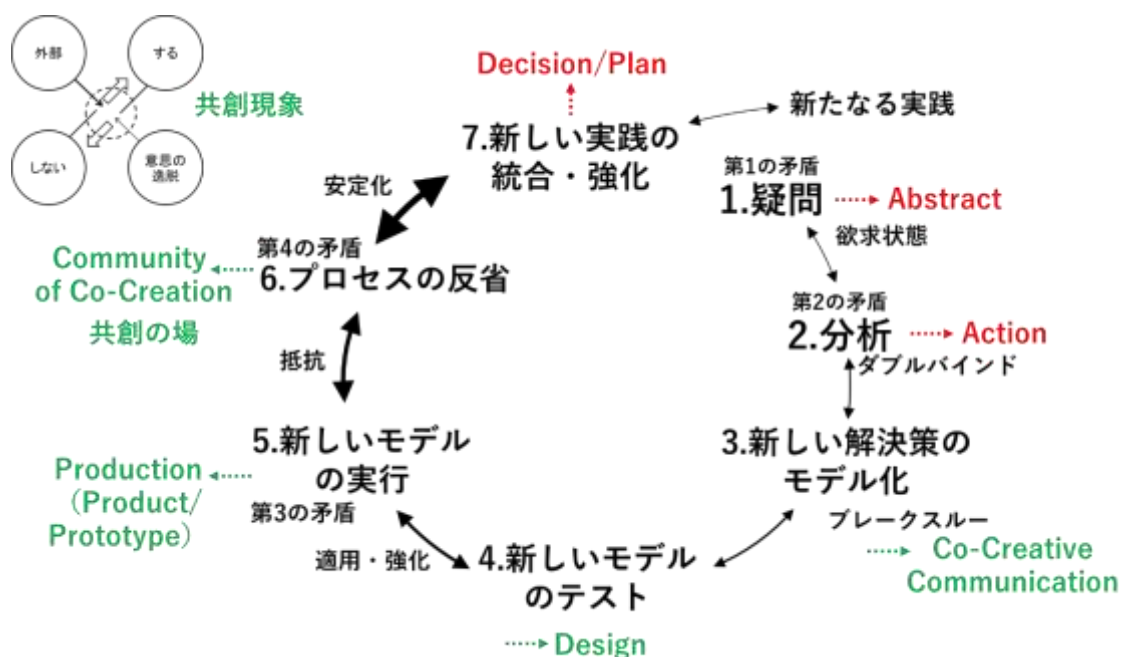 外部
する
しない
意思の
逸脱
共創現象
Decision/Plan
7.新しい実践の
統合・強化
新たなる実践
第1の矛盾
1.疑問
Abstract
欲求状態
第2の矛盾
2.分析
Action
ダブルバインド
3.新しい解決策の
モデル化
ブレークスルー
Co-Creative
Communication
4.新しいモデル
のテスト
Design
適用・強化
5.新しいモデル
の実行
第3の矛盾
Production
(Product/
Prototype)
抵抗
第4の矛盾
6.プロセスの反省
Community
of Co-Creation
共創の場
安定化